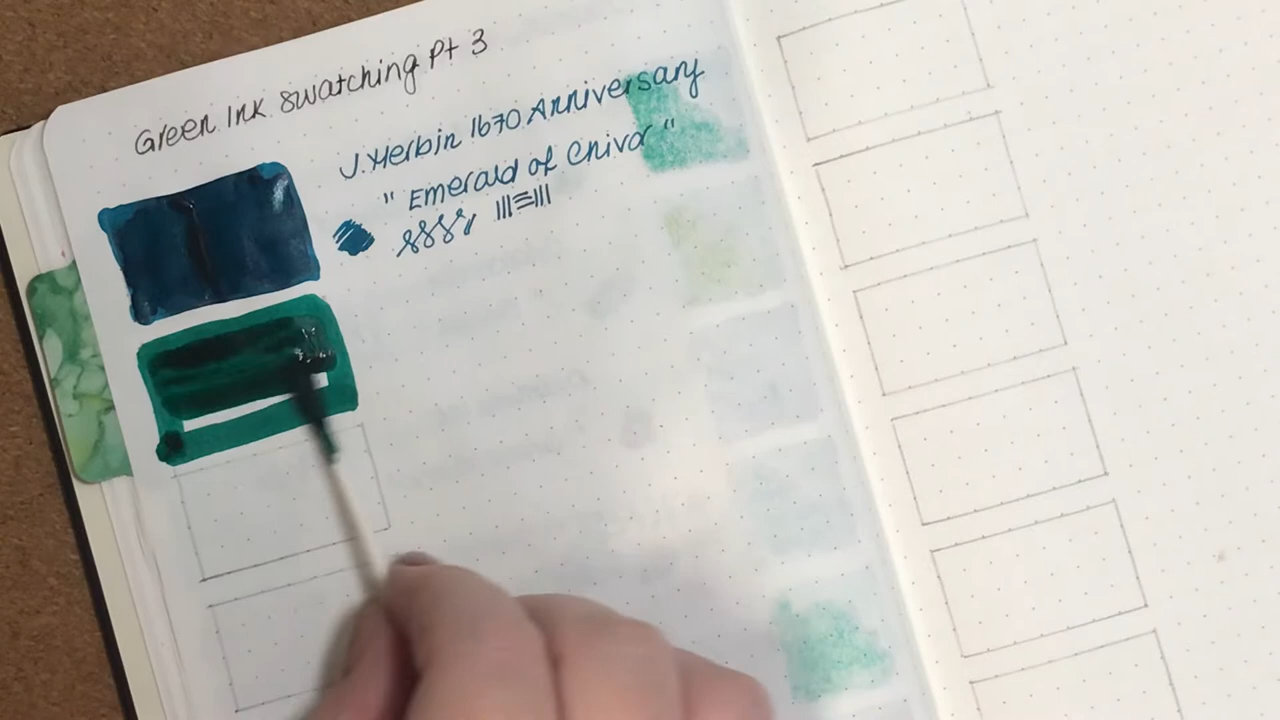 Green Ink Swatching Pt 3
J. Herbin 1670 Anniversary
" Emerald of Chivor "